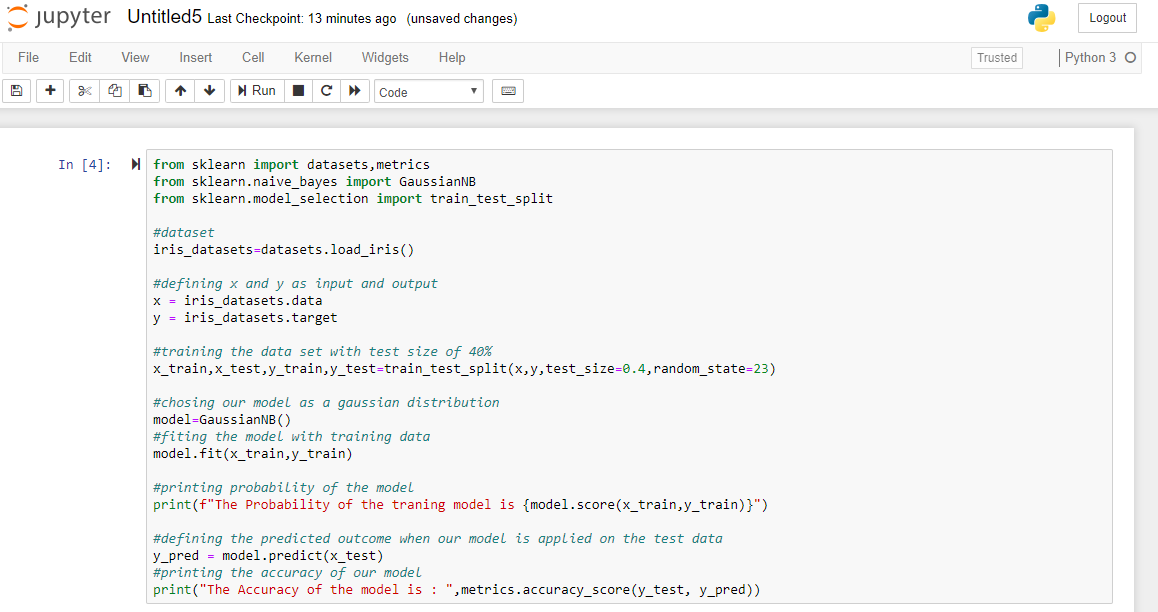 jupyter Untitled5 Last Checkpoint: 13 minutes ago (unsaved changes) Logout
File Edit View Insert Cell Kernel Widgets Help Trusted Python 3
Run Code
In [4]:
from sklearn import datasets,metrics
from sklearn.naive_bayes import GaussianNB
from sklearn.model_selection import train_test_split
#dataset
iris_datasets=datasets.load_iris()
#defining x and y as input and output
x = iris_datasets.data
y = iris_datasets.target
#training the data set with test size of 40%
x_train,x_test,y_train,y_test=train_test_split(x,y,test_size=0.4,random_state=23)
#chosing our model as a gaussian distribution
model=GaussianNB()
#fiting the model with training data
model.fit(x_train,y_train)
#printing probability of the model
print(f"The Probability of the traning model is {model.score(x_train,y_train)}")
#defining the predicted outcome when our model is applied on the test data
y_pred = model.predict(x_test)
#printing the accuracy of our model
print("The Accuracy of the model is : ",metrics.accuracy_score(y_test, y_pred))